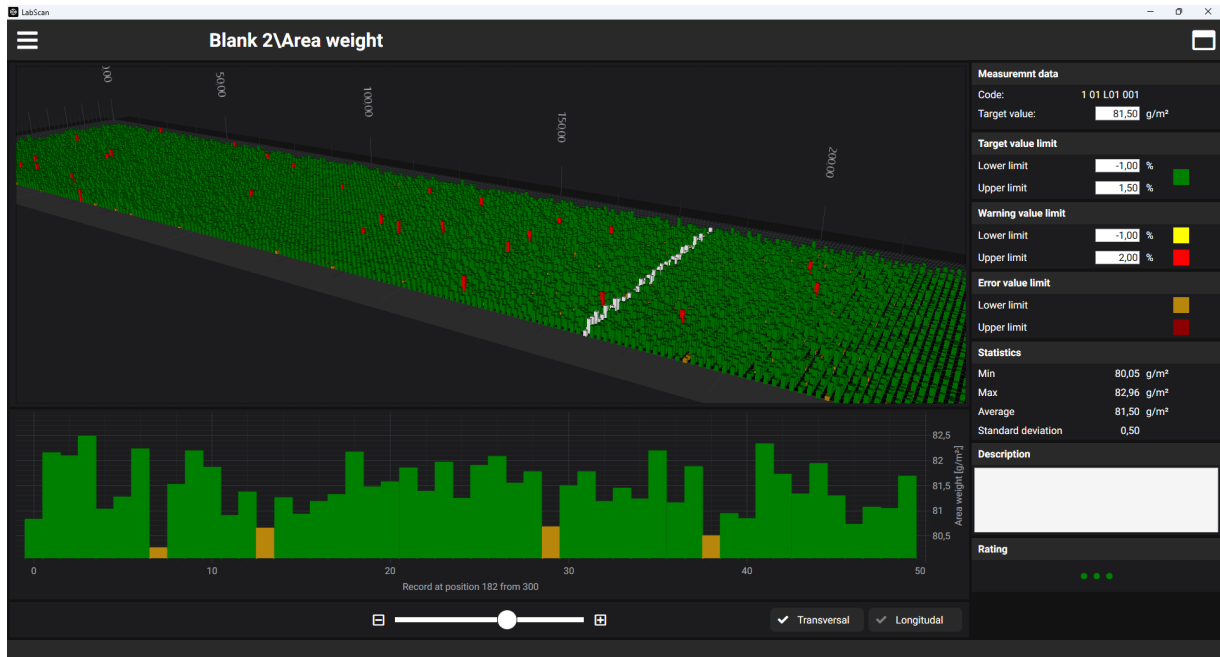 LabScan
Blank 2\Area weight
50.00
100.00
150.00
200.00
Measuremnt data
Code: 1 01 L01 001
Target value: 81,50 g/m²
Target value limit
Lower limit -1,00 %
Upper limit 1,50 %
Warning value limit
Lower limit -1,00 %
Upper limit 2,00 %
Error value limit
Lower limit
Upper limit
Statistics
Min 80,05 g/m²
Max 82,96 g/m²
Average 81,50 g/m²
Standard deviation 0,50
Description
Rating
82,5
82
81,5
81
80,5
Area weight [g/m²]
0 10 20 30 40 50
Record at position 182 from 300
Transversal
Longitudal